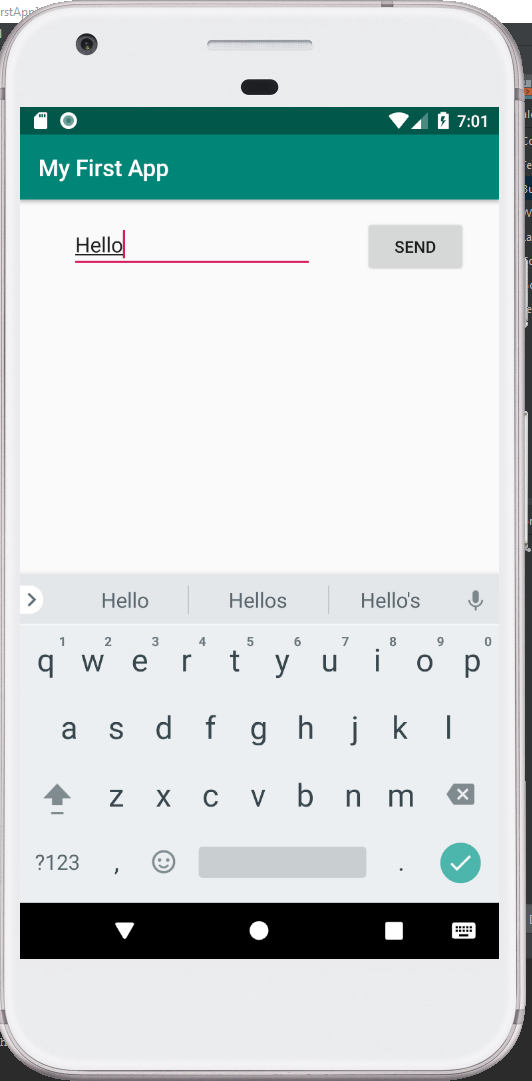 rstApp
7:01
My First App
Hello
SEND
Hello Hellos Hello's
1 2 3 4 5 6 7 8 9 0
q w e r t y u i o p
a s d f g h j k l
z x c v b n m
?123 , .